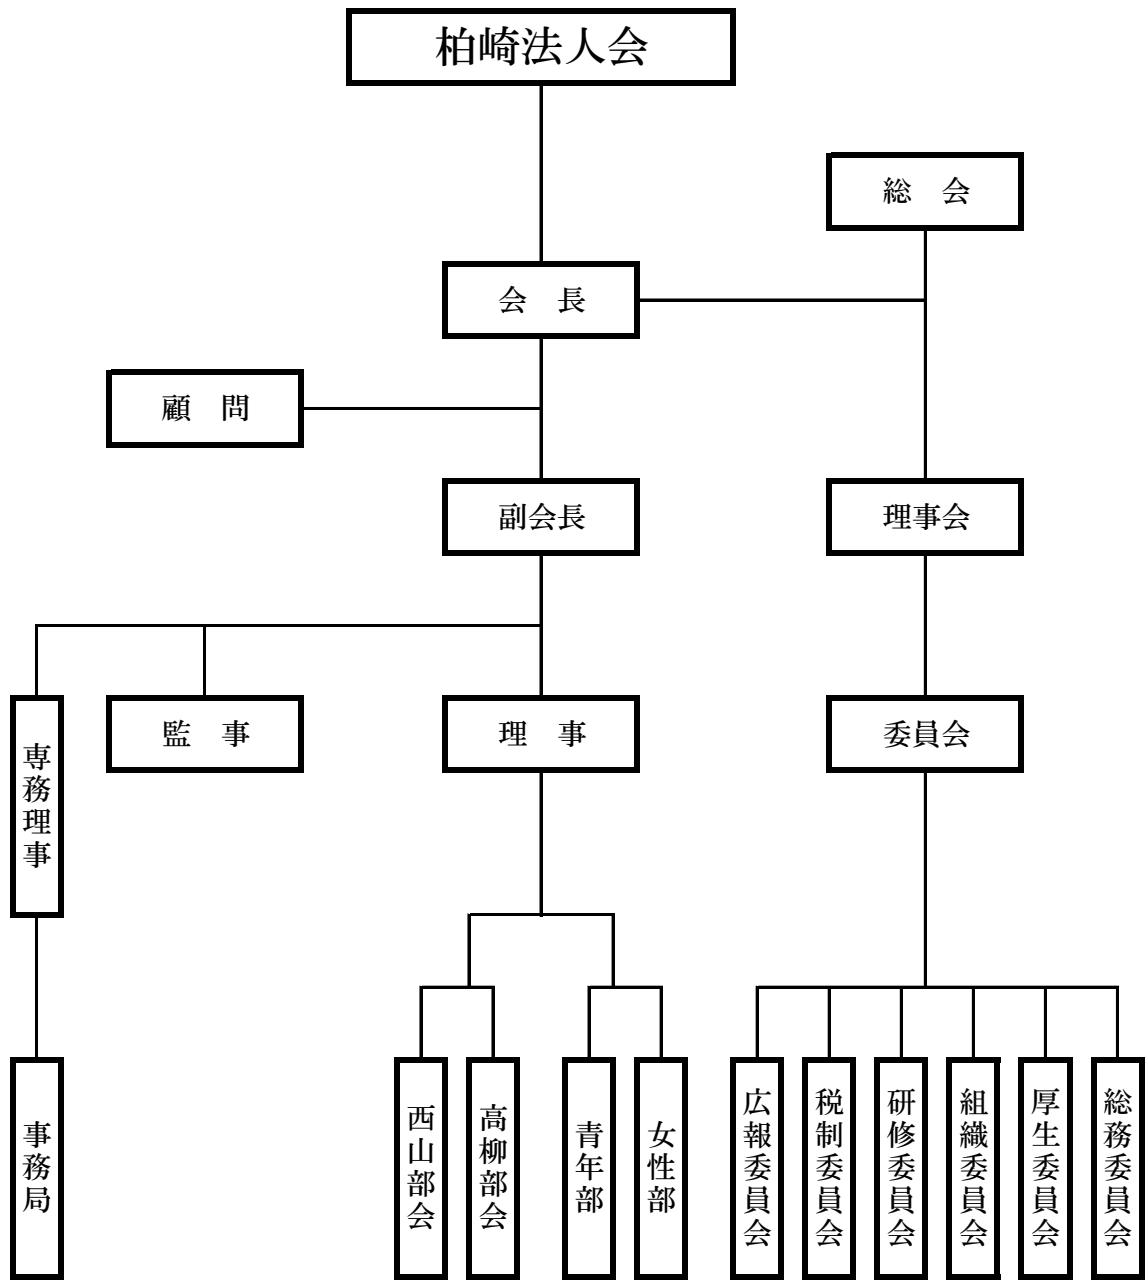 柏崎法人会
総　会
会　長
顧　問
副会長
理事会
専務理事
監　事
理　事
委員会
事務局
西山部会
高柳部会
青年部
女性部
広報委員会
税制委員会
研修委員会
組織委員会
厚生委員会
総務委員会